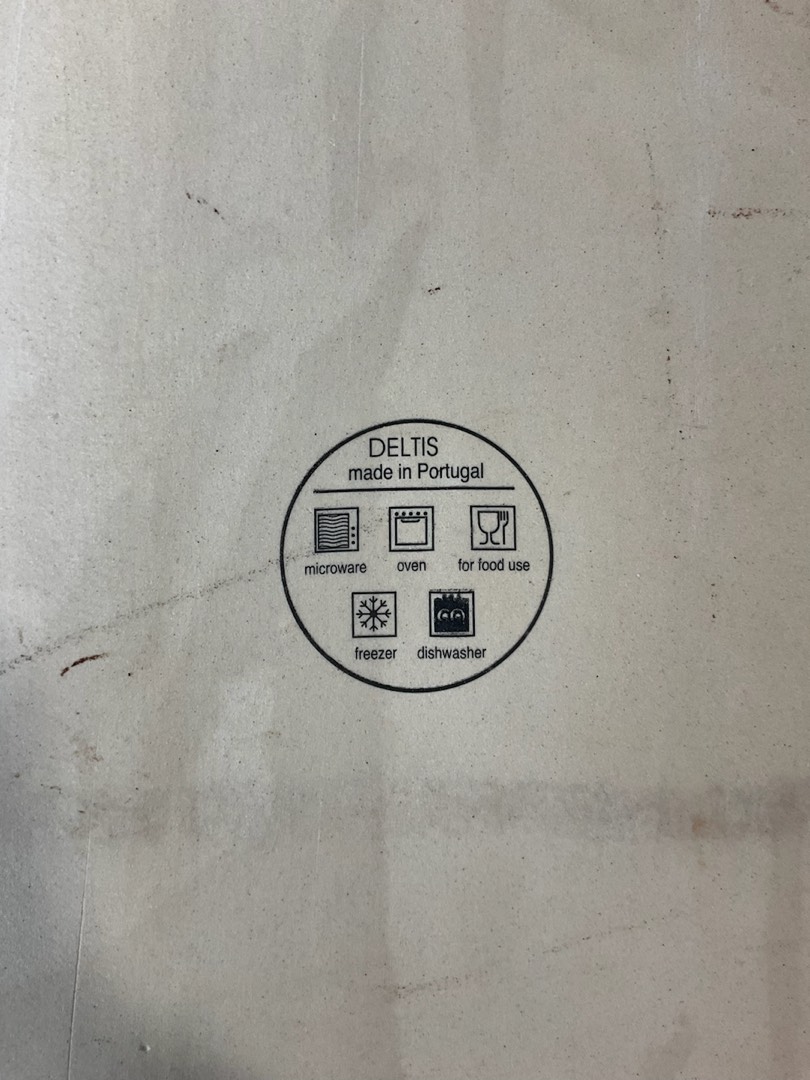 DELTIS
made in Portugal
microware oven for food use
freezer dishwasher